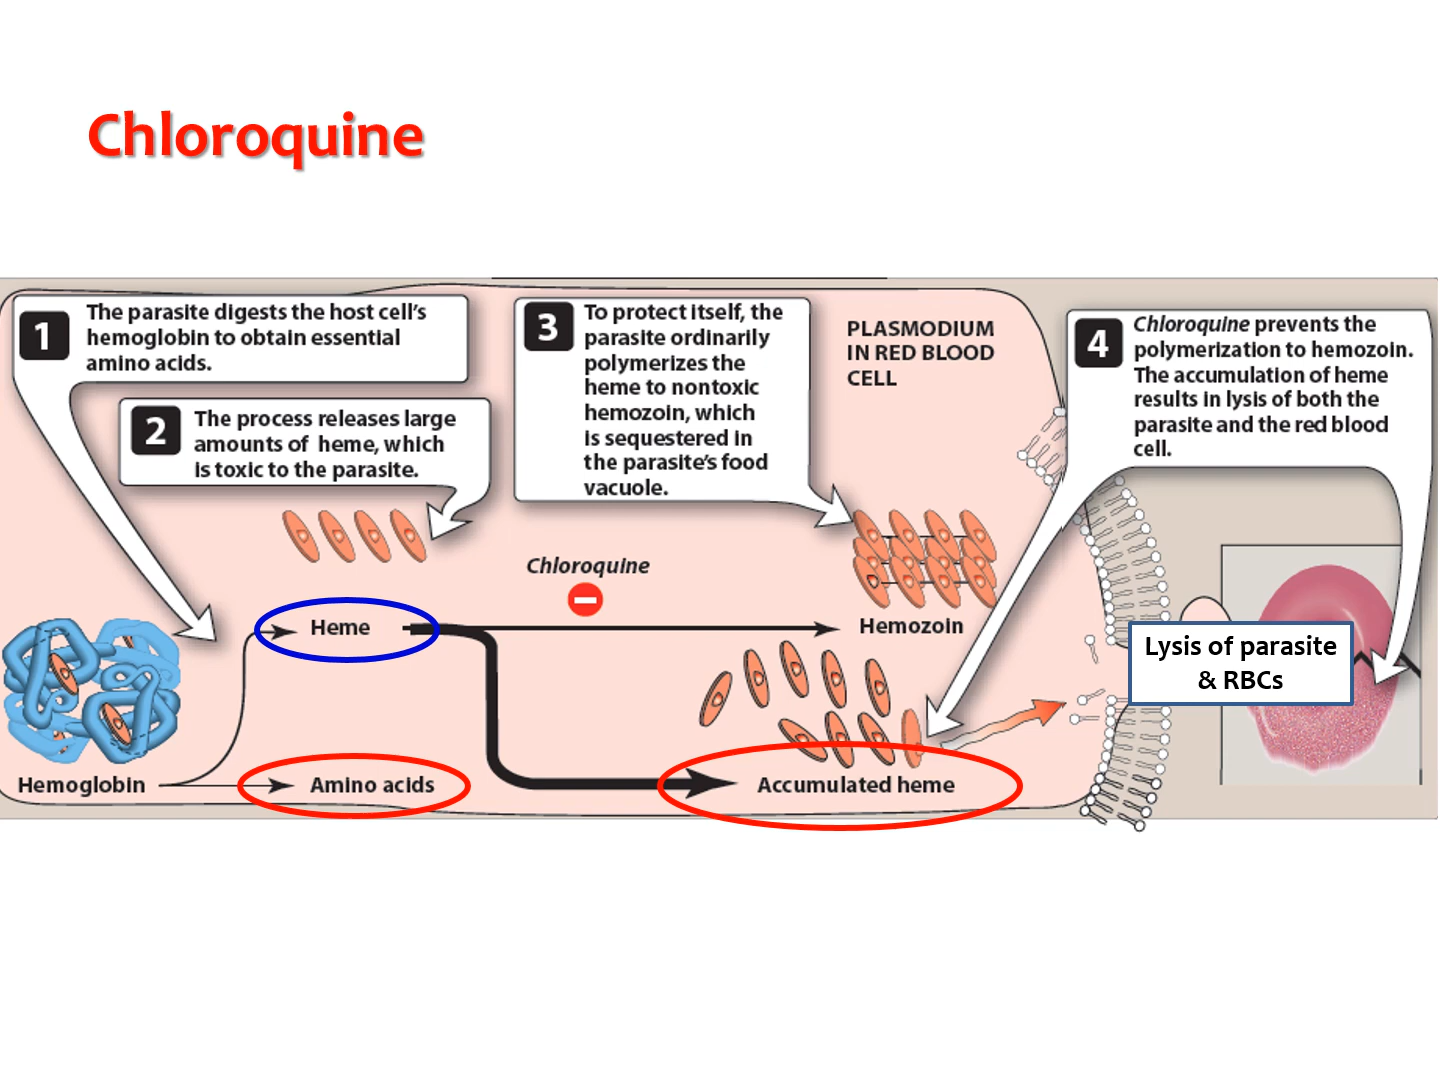 Chloroquine
1
The parasite digests the host cell's
hemoglobin to obtain essential
amino acids.
2
The process releases large
amounts of heme, which
is toxic to the parasite.
3
To protect itself, the
parasite ordinarily
polymerizes the
heme to nontoxic
hemozoin, which
is sequestered in
the parasite's food
vacuole.
PLASMODIUM
IN RED BLOOD
CELL
4
Chloroquine prevents the
polymerization to hemozoin.
The accumulation of heme
results in lysis of both the
parasite and the red blood
cell.
Chloroquine
Heme
Hemozoin
Lysis of parasite
& RBCs
Hemoglobin
Amino acids
Accumulated heme